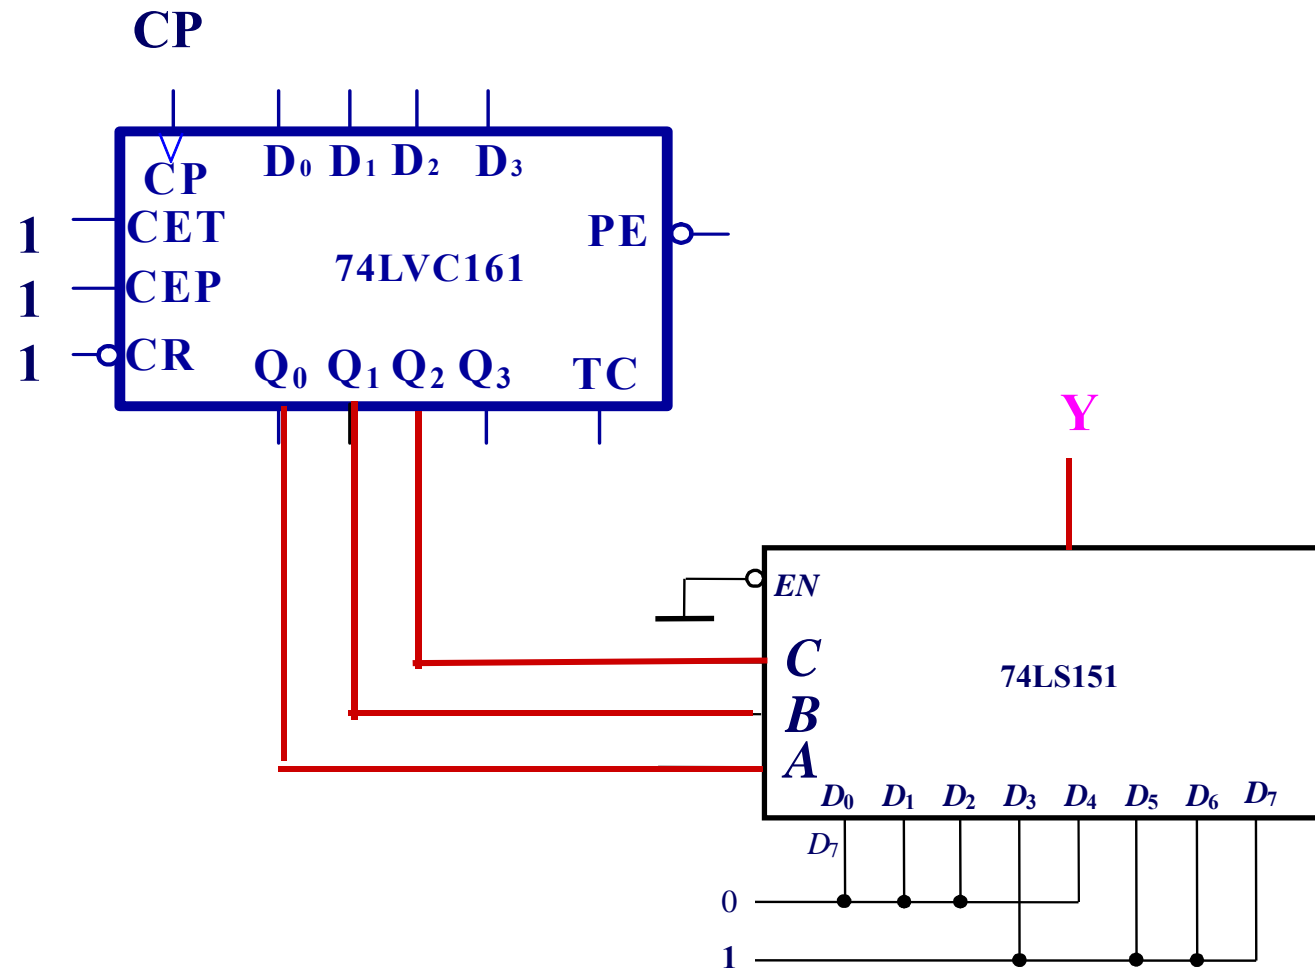 CP
D₀ D₁ D₂ D₃
CP
1 CET PE
74LVC161
1 CEP
1 CR
Q₀ Q₁ Q₂ Q₃ TC
Y
EN
C
74LS151
B
A
D₀ D₁ D₂ D₃ D₄ D₅ D₆ D₇
D₇
0
1